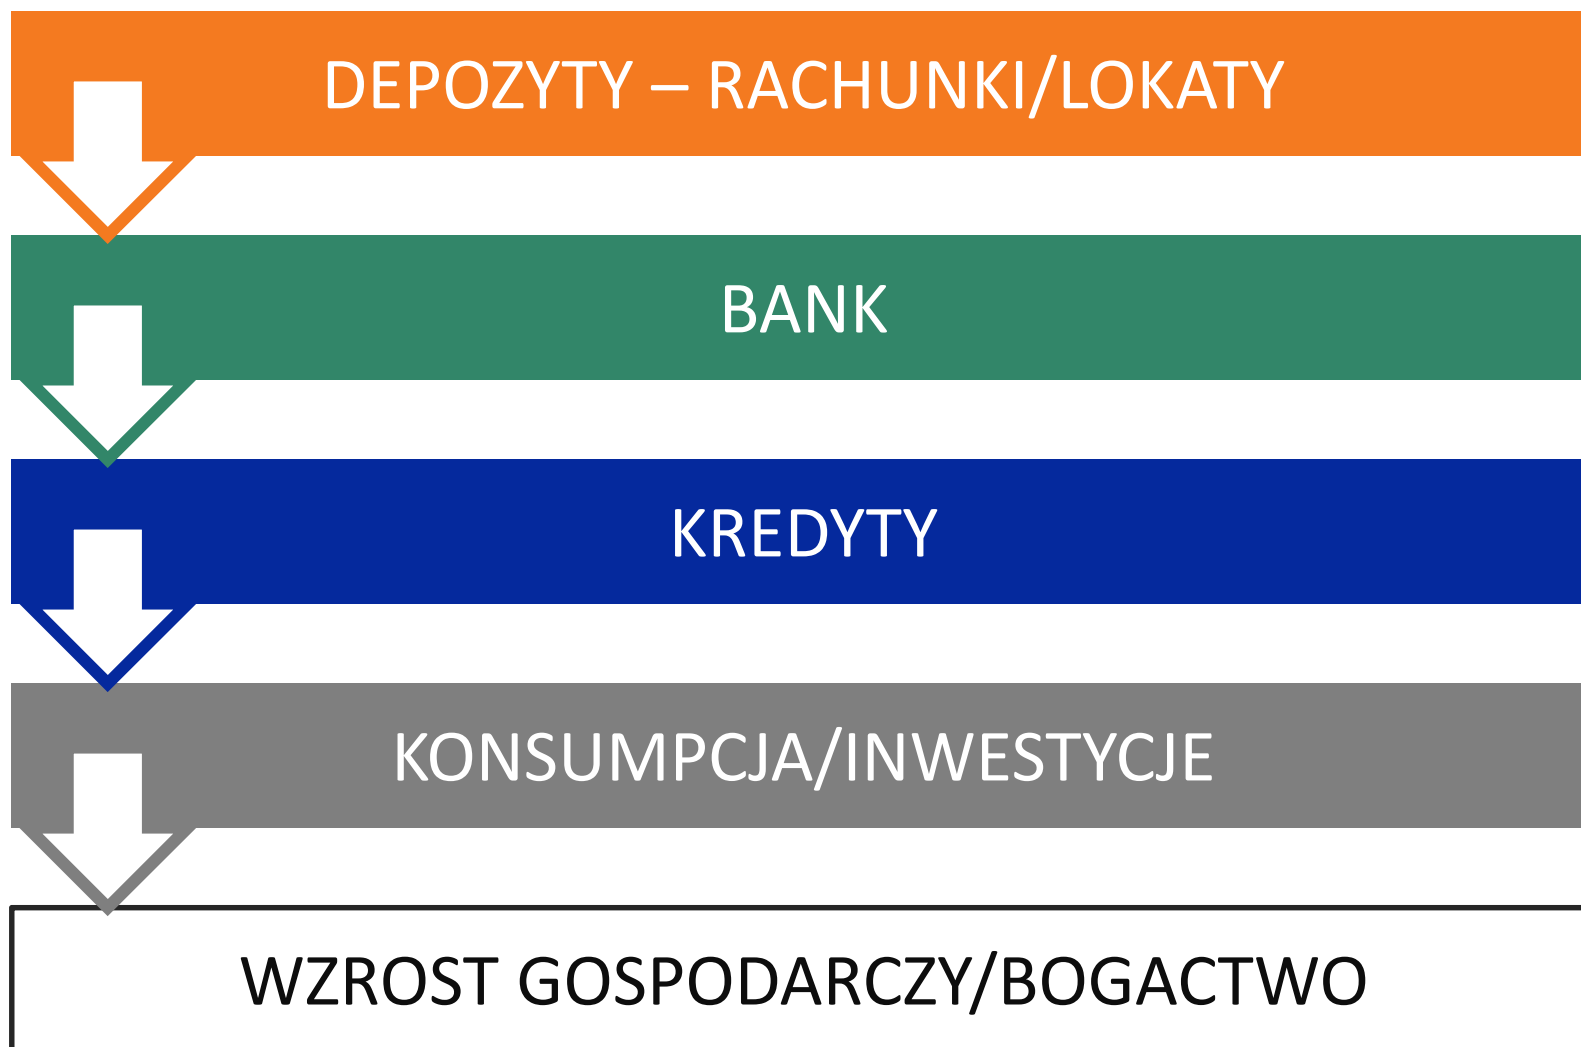 DEPOZYTY – RACHUNKI/LOKATY
BANK
KREDYTY
KONSUMPCJA/INWESTYCJE
WZROST GOSPODARCZY/BOGACTWO